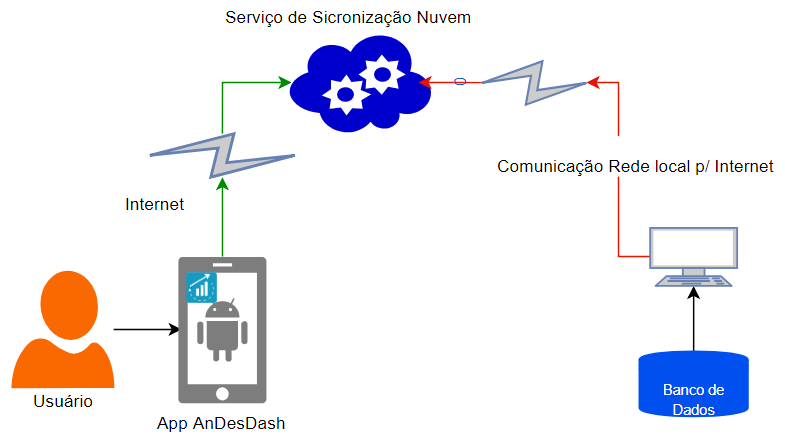 Serviço de Sicronização Nuvem
Comunicação Rede local p/ Internet
Internet
Usuário
App AnDesDash
Banco de
Dados